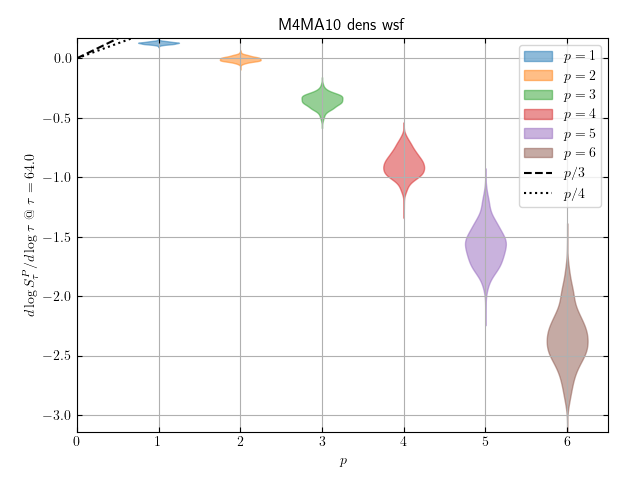 M4MA10 dens wsf
d log S_τ^P / d log τ @ τ = 64.0
0.0
−0.5
−1.0
−1.5
−2.0
−2.5
−3.0
0 1 2 3 4 5 6
p
p = 1
p = 2
p = 3
p = 4
p = 5
p = 6
p/3
p/4